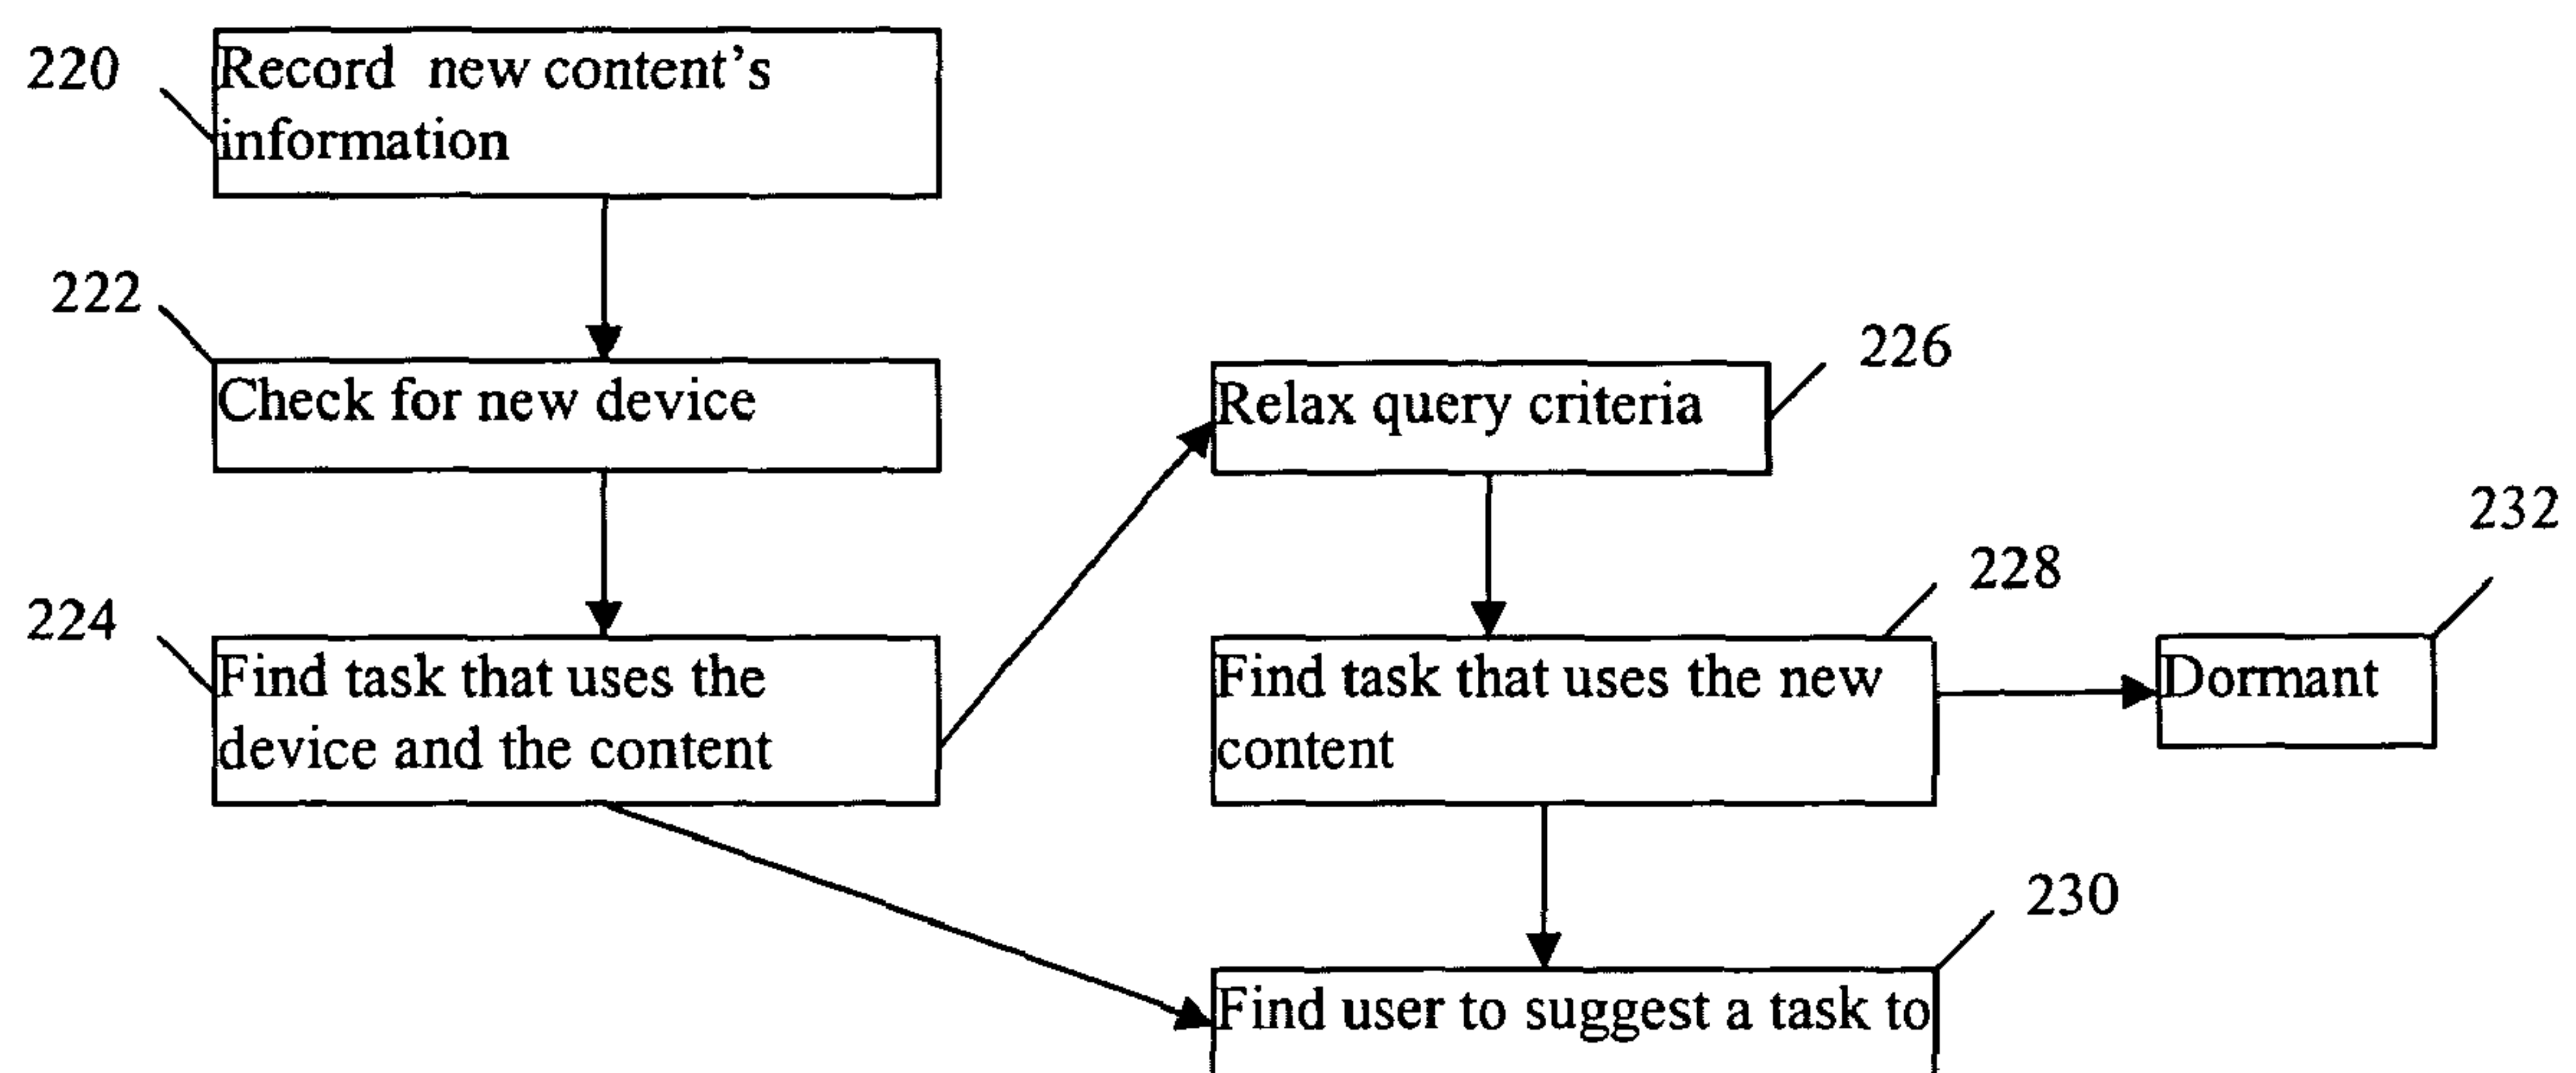 220
Record new content's
information
222
Check for new device
226
Relax query criteria
232
224
Find task that uses the
device and the content
228
Find task that uses the new
content
Dormant
230
Find user to suggest a task to